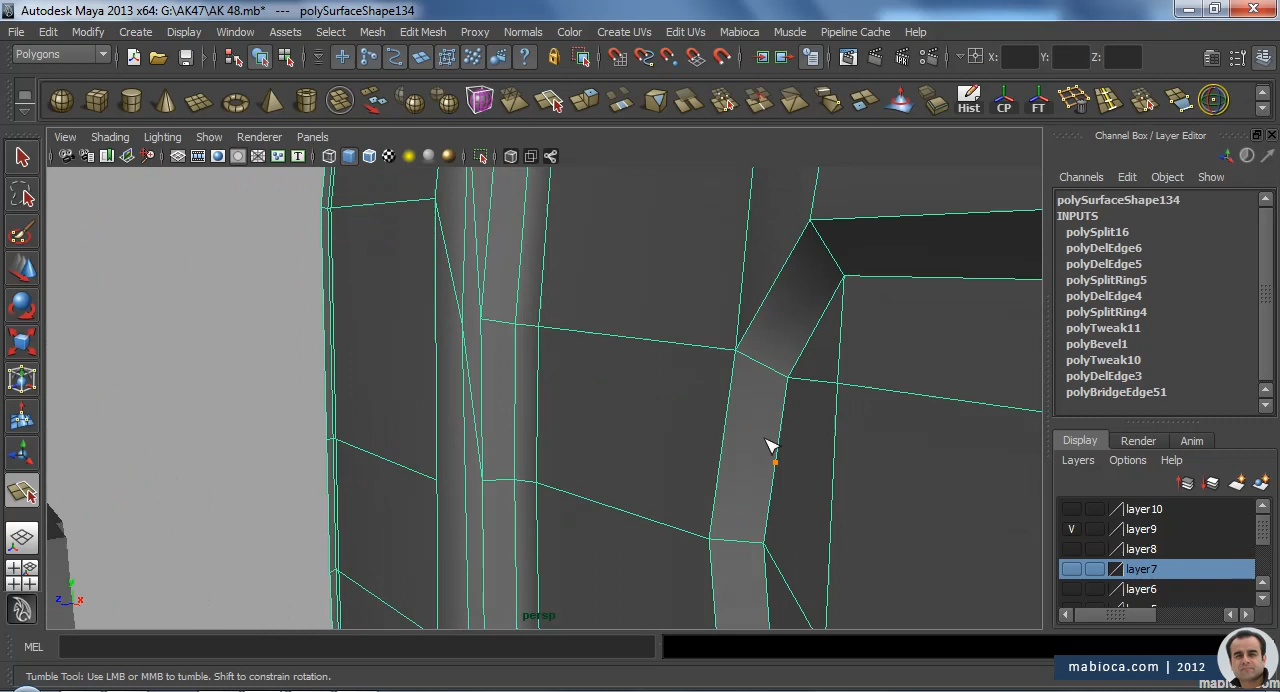 Autodesk Maya 2013 x64: G:\AK47\AK 48.mb* --- polySurfaceShape134
File Edit Modify Create Display Window Assets Select Mesh Edit Mesh Proxy Normals Color Create UVs Edit UVs Mabioca Muscle Pipeline Cache Help
Polygons
X: Y: Z:
Hist CP FT
View Shading Lighting Show Renderer Panels
Channel Box / Layer Editor
Channels Edit Object Show
polySurfaceShape134
INPUTS
polySplit16
polyDelEdge6
polyDelEdge5
polySplitRing5
polyDelEdge4
polySplitRing4
polyTweak11
polyBevel1
polyTweak10
polyDelEdge3
polyBridgeEdge51
Display Render Anim
Layers Options Help
layer10
V layer9
layer8
layer7
layer6
z x
persp
MEL
mabioca.com | 2012
Tumble Tool: Use LMB or MMB to tumble. Shift to constrain rotation.
mabioca.com